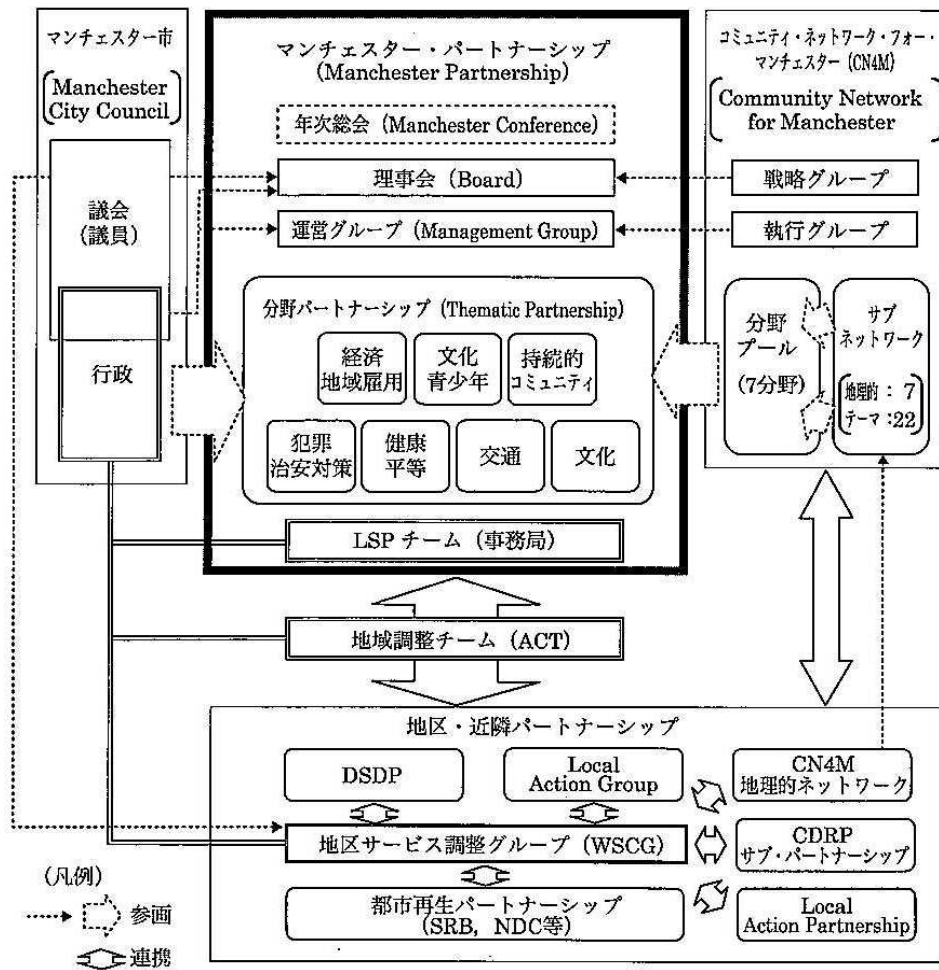 マンチェスター市
[Manchester
City Council]
議会
(議員)
行政
マンチェスター・パートナーシップ
(Manchester Partnership)
年次総会 (Manchester Conference)
理事会 (Board)
運営グループ (Management Group)
分野パートナーシップ (Thematic Partnership)
経済
地域雇用
文化
青少年
持続的
コミュニティ
犯罪
治安対策
健康
平等
交通
文化
LSP チーム (事務局)
コミュニティ・ネットワーク・フォー・
マンチェスター (CN4M)
[Community Network
for Manchester]
戦略グループ
執行グループ
分野
プール
(7分野)
サブ
ネットワーク
[地理的 : 7
テーマ :22]
地域調整チーム (ACT)
地区・近隣パートナーシップ
DSDP
Local
Action Group
CN4M
地理的ネットワーク
地区サービス調整グループ (WSCG)
CDRP
サブ・パートナーシップ
都市再生パートナーシップ
(SRB, NDC等)
Local
Action Partnership
(凡例)
参画
連携